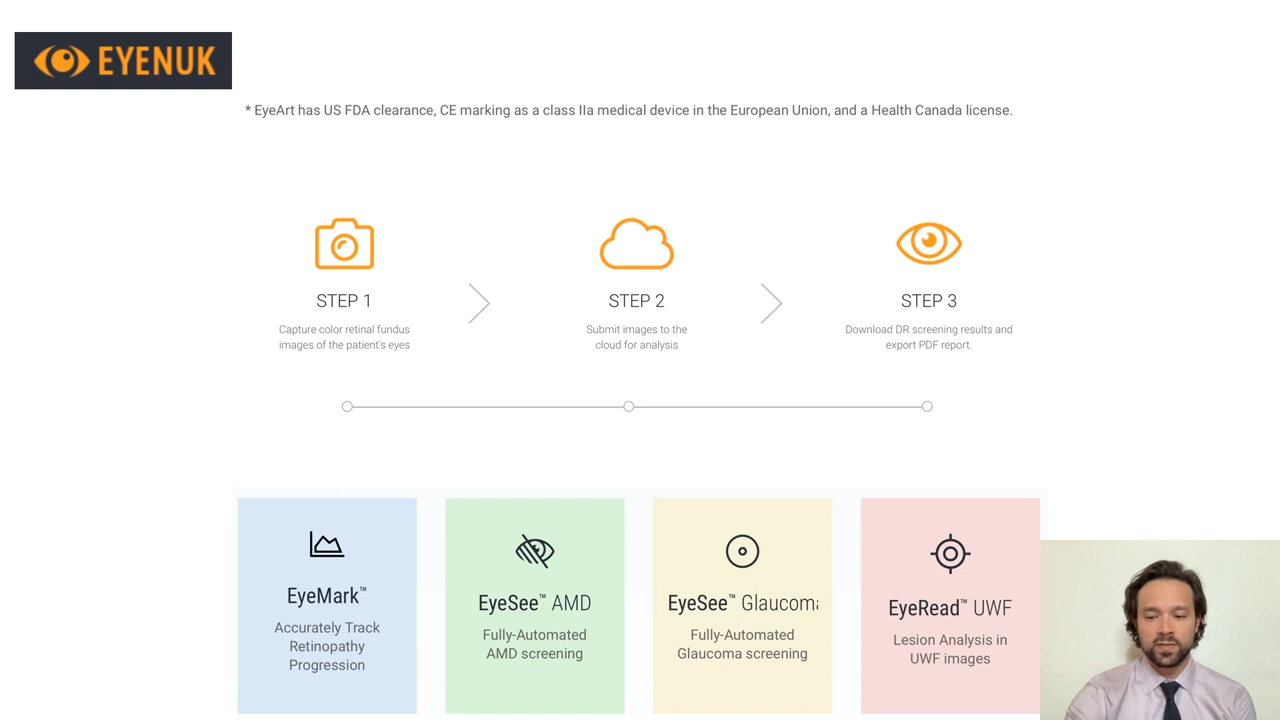 EYENUK
* EyeArt has US FDA clearance, CE marking as a class IIa medical device in the European Union, and a Health Canada license.
STEP 1
Capture color retinal fundus
images of the patient's eyes
STEP 2
Submit images to the
cloud for analysis
STEP 3
Download DR screening results and
export PDF report.
EyeMark™
Accurately Track
Retinopathy
Progression
EyeSee™ AMD
Fully-Automated
AMD screening
EyeSee™ Glaucoma
Fully-Automated
Glaucoma screening
EyeRead™ UWF
Lesion Analysis in
UWF images